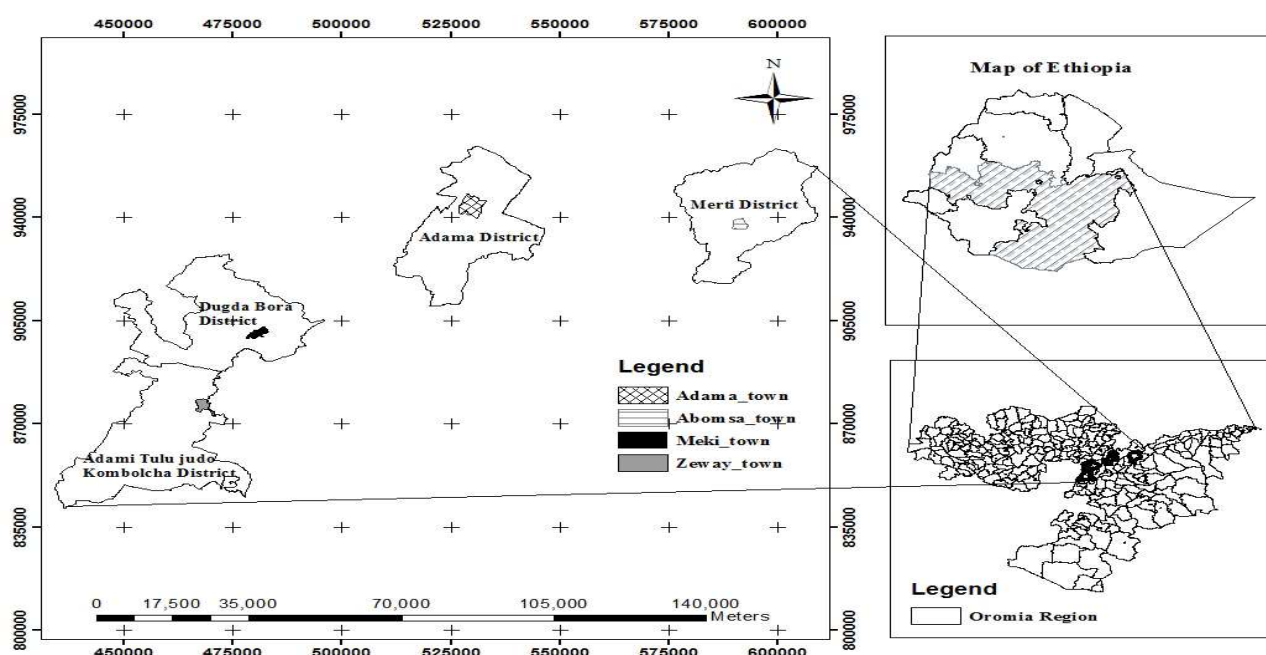 450000 475000 500000 525000 550000 575000 600000
Map of Ethiopia
N
975000 975000
940000 940000
905000 905000
870000 870000
835000 835000
800000 800000
Merti District
Adama District
Dugda Bora
District
Adami Tulu judo
Kombolcha District
Legend
Adama_town
Abomsa_town
Meki_town
Zeway_town
0 17,500 35,000 70,000 105,000 140,000
Meters
450000 475000 500000 525000 550000 575000 600000
Legend
Oromia Region